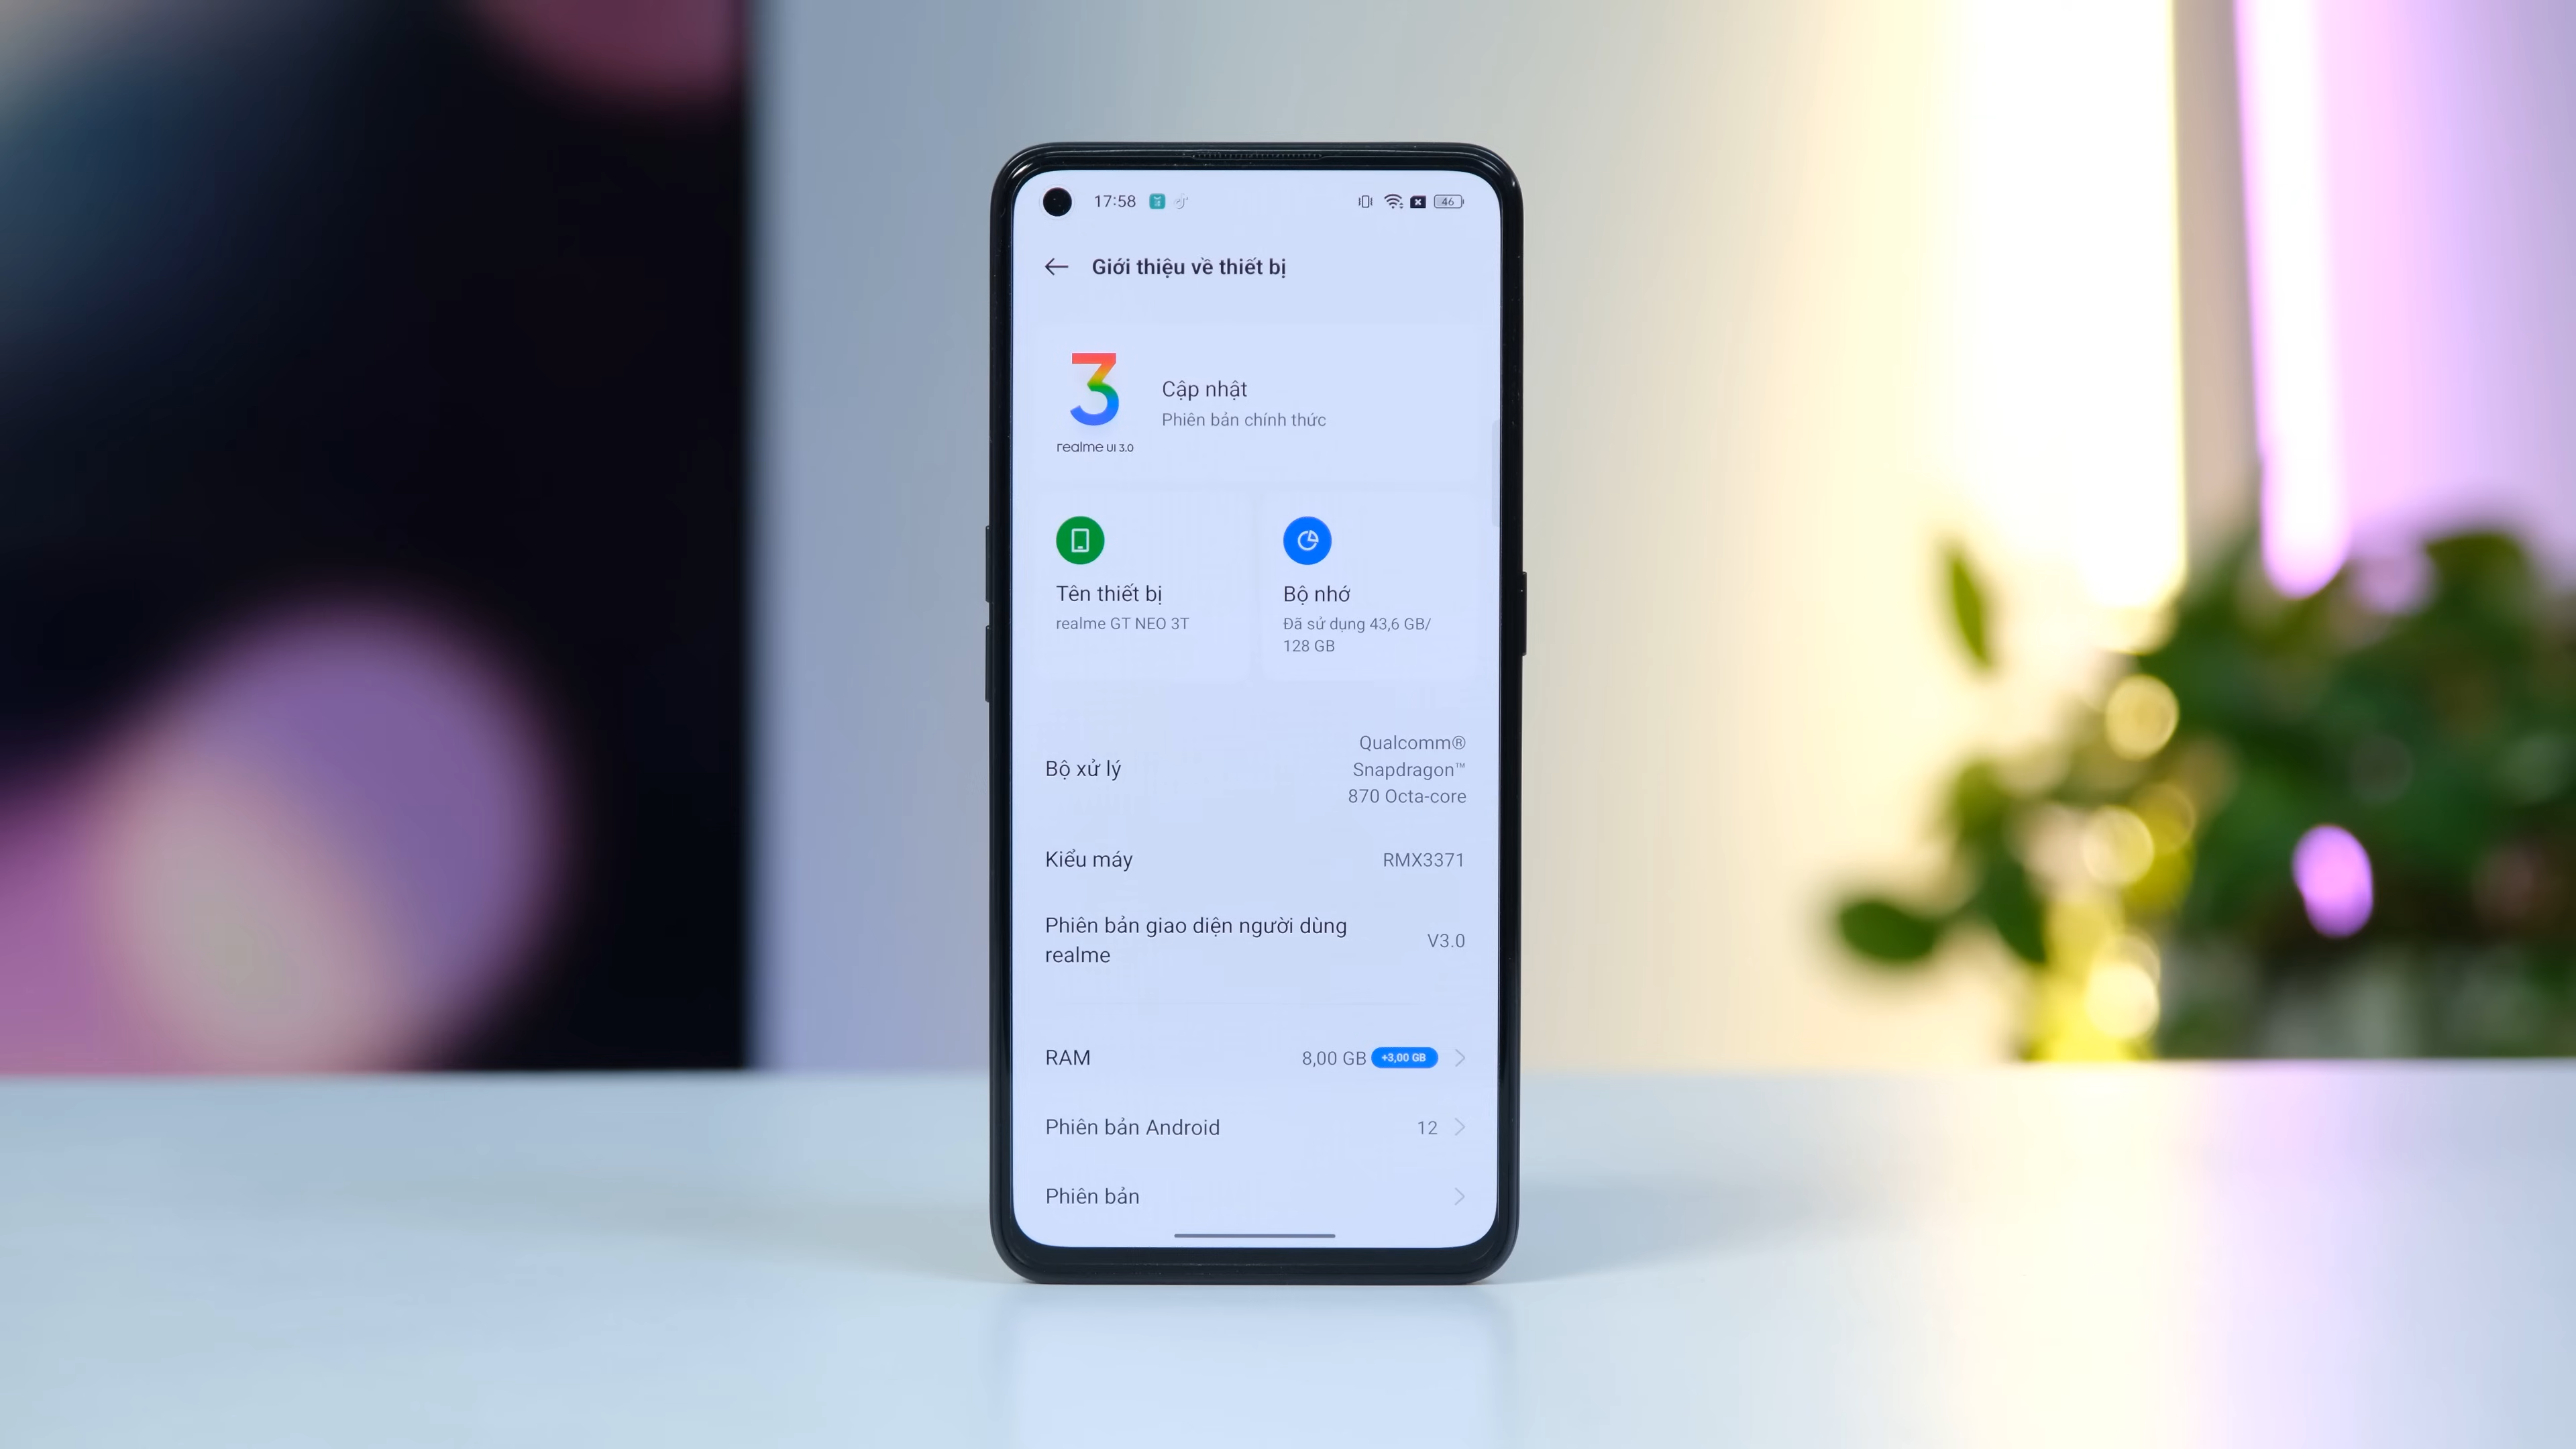 17:58
46
Giới thiệu về thiết bị
3
realme UI 3.0
Cập nhật
Phiên bản chính thức
Tên thiết bị
realme GT NEO 3T
Bộ nhớ
Đã sử dụng 43,6 GB/
128 GB
Bộ xử lý
Qualcomm®
Snapdragon™
870 Octa-core
Kiểu máy
RMX3371
Phiên bản giao diện người dùng
realme
V3.0
RAM
8,00 GB +3,00 GB
Phiên bản Android
12
Phiên bản